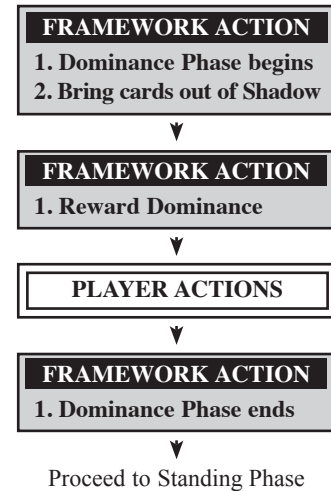 FRAMEWORK ACTION
1. Dominance Phase begins
2. Bring cards out of Shadow
FRAMEWORK ACTION
1. Reward Dominance
PLAYER ACTIONS
FRAMEWORK ACTION
1. Dominance Phase ends
Proceed to Standing Phase